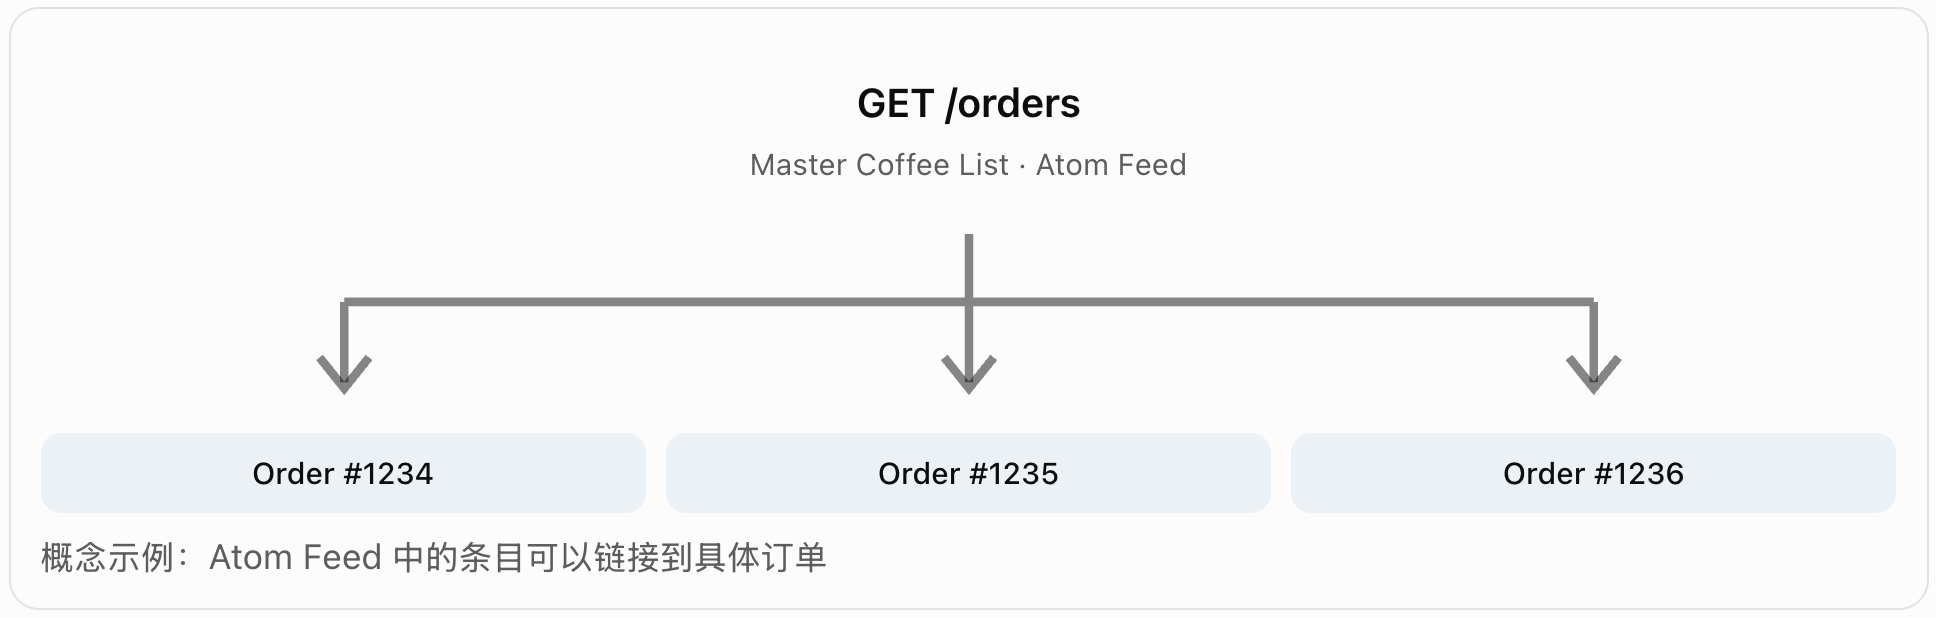 GET /orders
Master Coffee List · Atom Feed
Order #1234
Order #1235
Order #1236
概念示例：Atom Feed 中的条目可以链接到具体订单